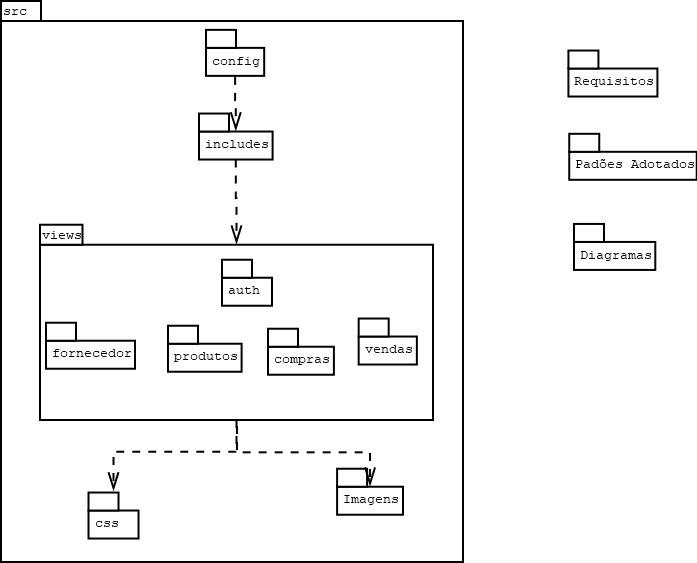 src
config
includes
views
auth
fornecedor
produtos
compras
vendas
css
Imagens
Requisitos
Padões Adotados
Diagramas